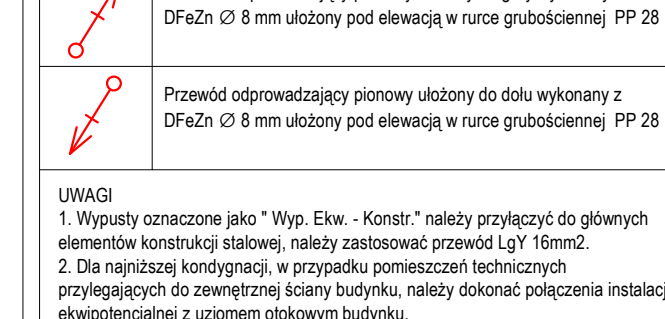 DFeZn ∅ 8 mm ułożony pod elewacją w rurce grubościennej PP 28
Przewód odprowadzający pionowy ułożony do dołu wykonany z
DFeZn ∅ 8 mm ułożony pod elewacją w rurce grubościennej PP 28
UWAGI
1. Wypusty oznaczone jako " Wyp. Ekw. - Konstr." należy przyłączyć do głównych
elementów konstrukcji stalowej, należy zastosować przewód LgY 16mm2.
2. Dla najniższej kondygnacji, w przypadku pomieszczeń technicznych
przylegających do zewnętrznej ściany budynku, należy dokonać połączenia instalacj
ekwipotencjalnej z uziomem otokowym budynku.